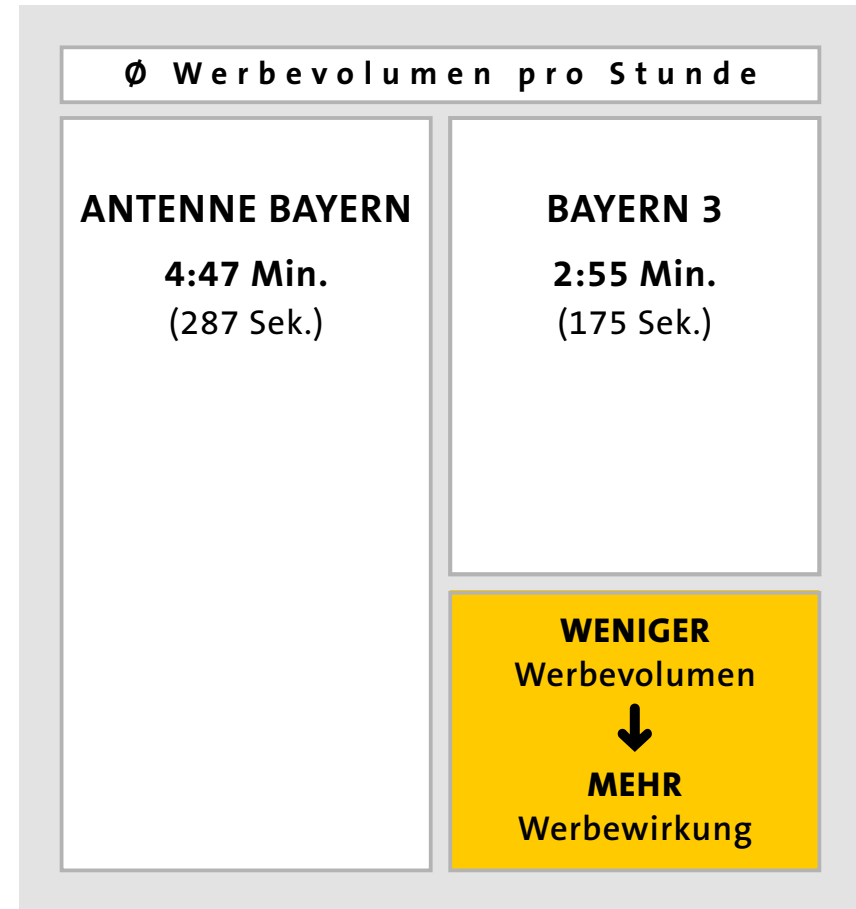 Ø Werbevolumen pro Stunde
ANTENNE BAYERN
4:47 Min.
(287 Sek.)
BAYERN 3
2:55 Min.
(175 Sek.)
WENIGER
Werbevolumen
MEHR
Werbewirkung